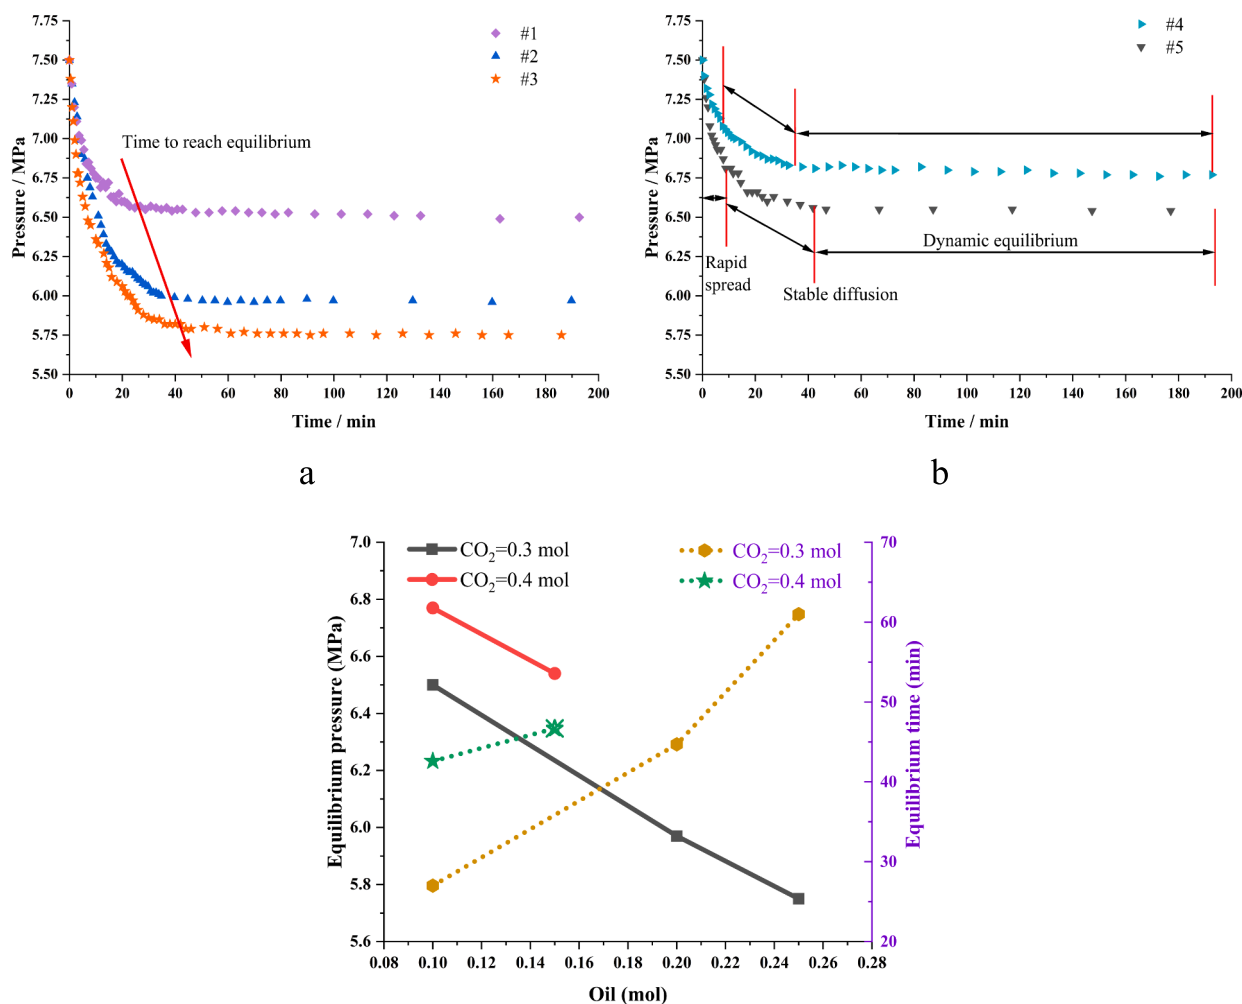 7.75
7.50
7.25
7.00
6.75
6.50
6.25
6.00
5.75
5.50
Pressure / MPa
#1
#2
#3
Time to reach equilibrium
0 20 40 60 80 100 120 140 160 180 200
Time / min
a
7.75
7.50
7.25
7.00
6.75
6.50
6.25
6.00
5.75
5.50
Pressure / MPa
#4
#5
Rapid
spread
Stable diffusion
Dynamic equilibrium
0 20 40 60 80 100 120 140 160 180 200
Time / min
b
7.0
6.8
6.6
6.4
6.2
6.0
5.8
5.6
Equilibrium pressure (MPa)
CO₂=0.3 mol
CO₂=0.4 mol
CO₂=0.3 mol
CO₂=0.4 mol
70
60
50
40
30
20
Equilibrium time (min)
0.08 0.10 0.12 0.14 0.16 0.18 0.20 0.22 0.24 0.26 0.28
Oil (mol)